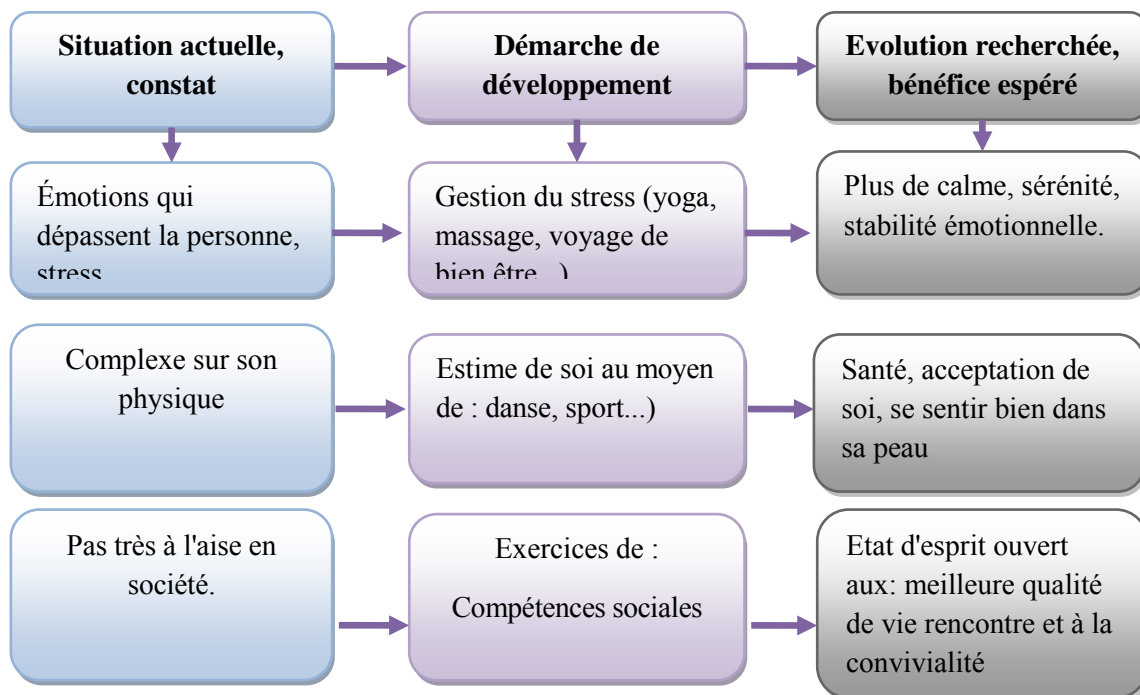 Situation actuelle,
constat
Démarche de
développement
Evolution recherchée,
bénéfice espéré
Émotions qui
dépassent la personne,
stress
Gestion du stress (yoga,
massage, voyage de
bien être...)
Plus de calme, sérénité,
stabilité émotionnelle.
Complexe sur son
physique
Estime de soi au moyen
de : danse, sport...)
Santé, acceptation de
soi, se sentir bien dans
sa peau
Pas très à l'aise en
société.
Exercices de :
Compétences sociales
Etat d'esprit ouvert
aux: meilleure qualité
de vie rencontre et à la
convivialité